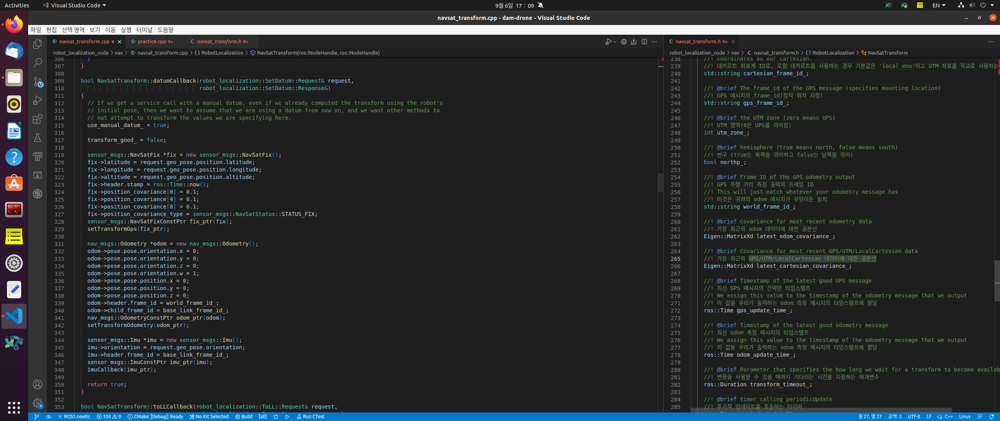 Activities
Visual Studio Code
9월 6일 17 : 09
EN
navsat_transform.cpp - dam-drone - Visual Studio Code
파일 편집 선택 영역 보기 이동 실행 터미널 도움말
navsat_transform.cpp 8
practice.cpp 9+
navsat_transform.h 9+
robot_localization_code > nav > navsat_transform.cpp > {} RobotLocalization > NavSatTransform(ros::NodeHandle, ros::NodeHandle)
306 }
307 }
308
309 bool NavSatTransform::datumCallback(robot_localization::SetDatum::Request& request,
310 robot_localization::SetDatum::Response&)
311 {
312 // If we get a service call with a manual datum, even if we already computed the transform using the robot's
313 // initial pose, then we want to assume that we are using a datum from now on, and we want other methods to
314 // not attempt to transform the values we are specifying here.
315 use_manual_datum_ = true;
316
317 transform_good_ = false;
318
319 sensor_msgs::NavSatFix *fix = new sensor_msgs::NavSatFix();
320 fix->latitude = request.geo_pose.position.latitude;
321 fix->longitude = request.geo_pose.position.longitude;
322 fix->altitude = request.geo_pose.position.altitude;
323 fix->header.stamp = ros::Time::now();
324 fix->position_covariance[0] = 0.1;
325 fix->position_covariance[4] = 0.1;
326 fix->position_covariance[8] = 0.1;
327 fix->position_covariance_type = sensor_msgs::NavSatStatus::STATUS_FIX;
328 sensor_msgs::NavSatFixConstPtr fix_ptr(fix);
329 setTransformGps(fix_ptr);
330
331 nav_msgs::Odometry *odom = new nav_msgs::Odometry();
332 odom->pose.pose.orientation.x = 0;
333 odom->pose.pose.orientation.y = 0;
334 odom->pose.pose.orientation.z = 0;
335 odom->pose.pose.orientation.w = 1;
336 odom->pose.pose.position.x = 0;
337 odom->pose.pose.position.y = 0;
338 odom->pose.pose.position.z = 0;
339 odom->header.frame_id = world_frame_id_;
340 odom->child_frame_id = base_link_frame_id_;
341 nav_msgs::OdometryConstPtr odom_ptr(odom);
342 setTransformOdometry(odom_ptr);
343
344 sensor_msgs::Imu *imu = new sensor_msgs::Imu();
345 imu->orientation = request.geo_pose.orientation;
346 imu->header.frame_id = base_link_frame_id_;
347 sensor_msgs::ImuConstPtr imu_ptr(imu);
348 imuCallback(imu_ptr);
349
350 return true;
351 }
352
353 bool NavSatTransform::toLLCallback(robot_localization::ToLL::Request& request,
navsat_transform.h 9+
robot_localization_code > nav > navsat_transform.h > {} RobotLocalization > NavSatTransform
238 //! coordinates as our cartesian.
239 //! 데카르트 좌표계 ID로, 로컬 데카르트를 사용하는 경우 기본값은 'local_enu'이고 UTM 좌표를 직교로 사용하는
240 std::string cartesian_frame_id_;
241
242 //! @brief The frame_id of the GPS message (specifies mounting location)
243 //! GPS 메시지의 frame_id(장착 위치 지정)
244 std::string gps_frame_id_;
245
246 //! @brief the UTM zone (zero means UPS)
247 //! UTM 영역(0은 UPS를 의미함)
248 int utm_zone_;
249
250 //! @brief hemisphere (true means north, false means south)
251 //! 반구 (true는 북쪽을 의미하고 false는 남쪽을 의미)
252 bool northp_;
253
254 //! @brief Frame ID of the GPS odometry output
255 //! GPS 주행 거리 측정 출력의 프레임 ID
256 //! This will just match whatever your odometry message has
257 //! 이것은 귀하의 odom 메시지가 무엇이든 일치
258 std::string world_frame_id_;
259
260 //! @brief Covariance for most recent odometry data
261 //! 가장 최근의 odom 데이터에 대한 공분산
262 Eigen::MatrixXd latest_odom_covariance_;
263
264 //! @brief Covariance for most recent GPS/UTM/LocalCartesian data
265 //! 가장 최근의 GPS/UTM/LocalCartesian 데이터에 대한 공분산
266 Eigen::MatrixXd latest_cartesian_covariance_;
267
268 //! @brief Timestamp of the latest good GPS message
269 //! 최신 GPS 메시지의 간략한 타임스탬프
270 //! We assign this value to the timestamp of the odometry message that we output
271 //! 이 값을 우리가 출력하는 odom 측정 메시지의 타임스탬프에 할당
272 ros::Time gps_update_time_;
273
274 //! @brief Timestamp of the latest good odometry message
275 //! 최신 odom 측정 메시지의 타임스탬프
276 //! We assign this value to the timestamp of the odometry message that we output
277 //! 이 값을 우리가 출력하는 odom 측정 메시지의 타임스탬프에 할당
278 ros::Time odom_update_time_;
279
280 //! @brief Parameter that specifies the how long we wait for a transform to become availab
281 //! 변환을 사용할 수 있을 때까지 기다리는 시간을 지정하는 매개변수
282 ros::Duration transform_timeout_;
283
284 //! @brief timer calling periodicUpdate
285 //! 주기적 업데이트를 호출하는 타이머
1
ROS1.noetic 104 0 CMake: [Debug]: Ready No Kit Selected Build [all] Run CTest
줄 27, 열 27 공백: 2 UTF-8 LF C++ Linux